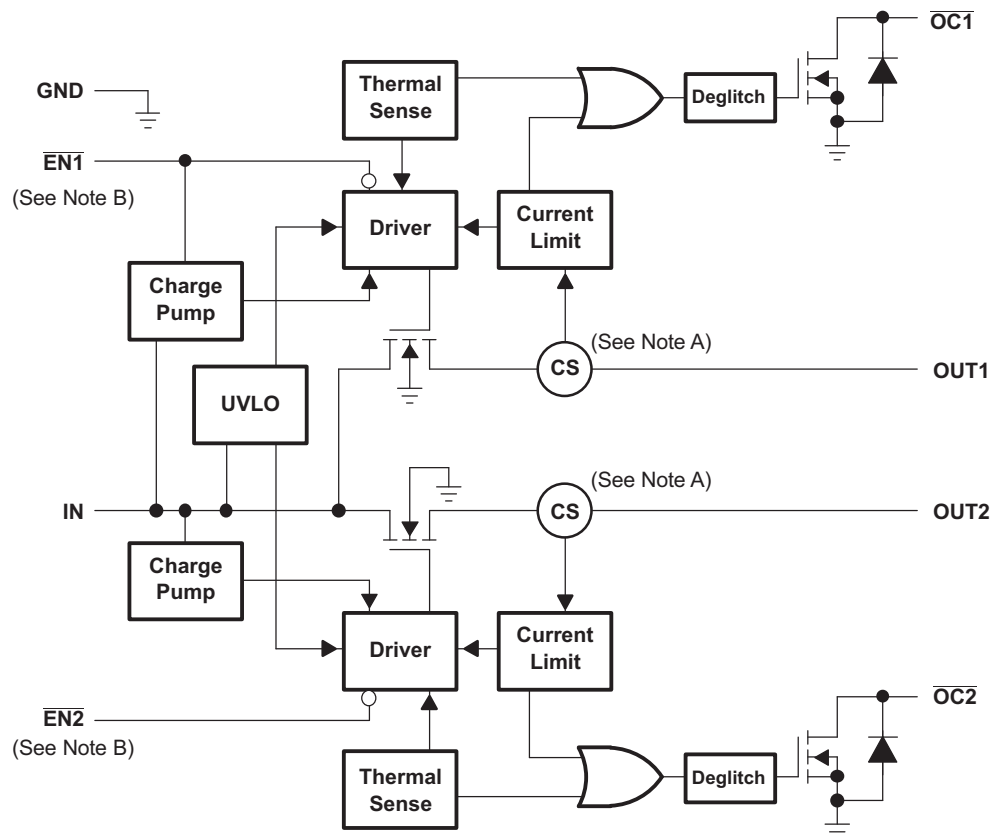 OC1
GND
Thermal
Sense
Deglitch
EN1
(See Note B)
Driver
Current
Limit
Charge
Pump
(See Note A)
CS
OUT1
UVLO
IN
(See Note A)
CS
OUT2
Charge
Pump
Driver
Current
Limit
EN2
(See Note B)
OC2
Thermal
Sense
Deglitch